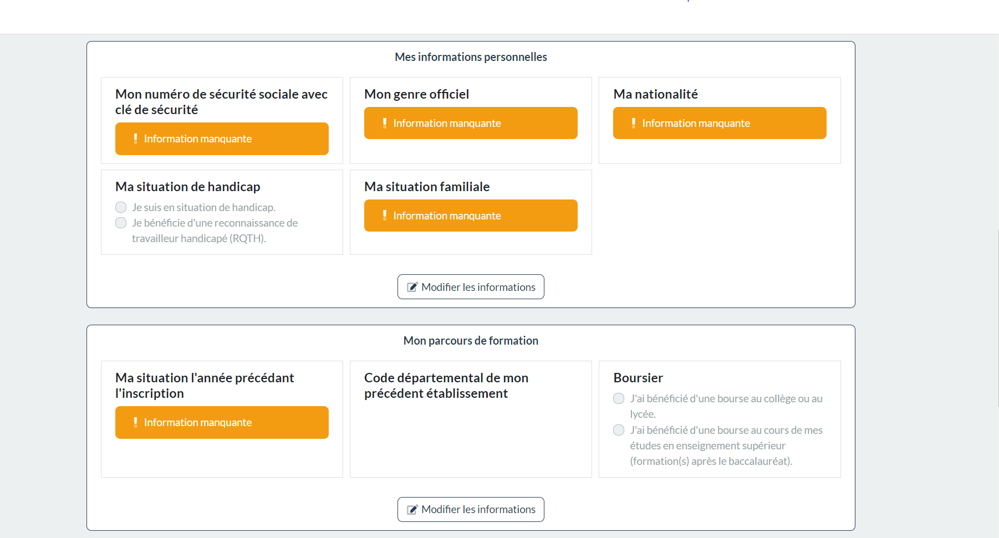 Mes informations personnelles
Mon numéro de sécurité sociale avec
clé de sécurité
Information manquante
Mon genre officiel
Information manquante
Ma nationalité
Information manquante
Ma situation de handicap
Je suis en situation de handicap.
Je bénéficie d'une reconnaissance de
travailleur handicapé (RQTH).
Ma situation familiale
Information manquante
Modifier les informations
Mon parcours de formation
Ma situation l'année précédant
l'inscription
Information manquante
Code départemental de mon
précédent établissement
Boursier
J'ai bénéficié d'une bourse au collège ou au
lycée.
J'ai bénéficié d'une bourse au cours de mes
études en enseignement supérieur
(formation(s) après le baccalauréat).
Modifier les informations